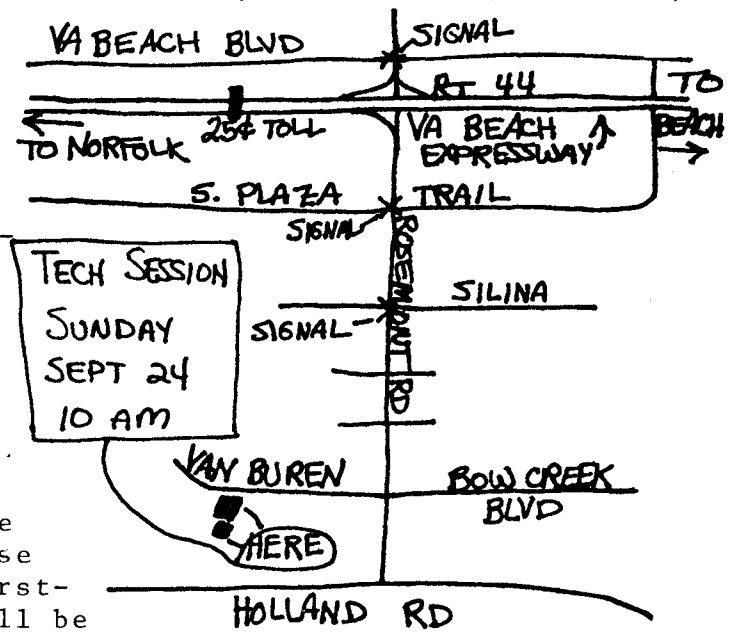 VA BEACH BLVD
SIGNAL
RT 44
TO
BEACH
25¢ TOLL
TO NORFOLK
VA BEACH
EXPRESSWAY
S. PLAZA TRAIL
SIGNAL
ROSEMONT RD
TECH SESSION
SUNDAY
SEPT 24
10 AM
SILINA
SIGNAL
VAN BUREN
BOW CREEK
BLVD
HERE
HOLLAND RD
e
se
rst-
ll be